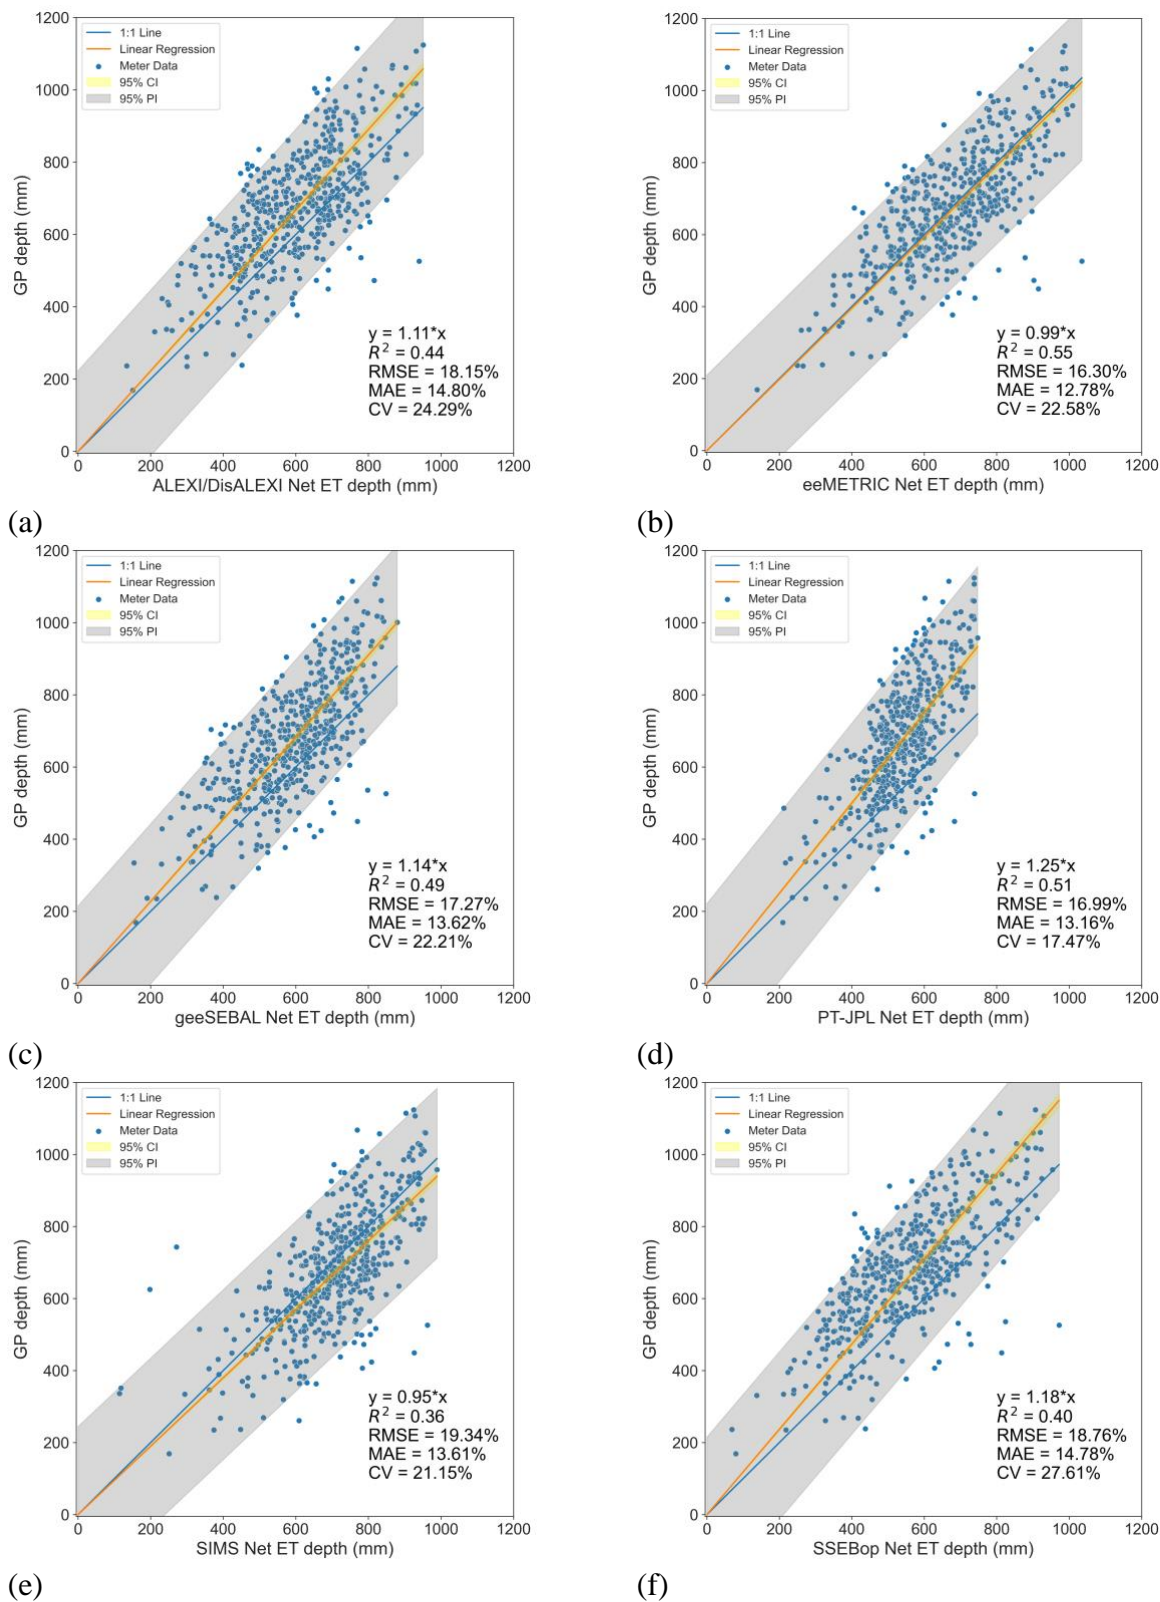 1200
1000
800
600
400
200
0
GP depth (mm)
1:1 Line
Linear Regression
Meter Data
95% CI
95% PI
y = 1.11*x
R² = 0.44
RMSE = 18.15%
MAE = 14.80%
CV = 24.29%
0 200 400 600 800 1000 1200
ALEXI/DisALEXI Net ET depth (mm)
(a)
1200
1000
800
600
400
200
0
GP depth (mm)
1:1 Line
Linear Regression
Meter Data
95% CI
95% PI
y = 0.99*x
R² = 0.55
RMSE = 16.30%
MAE = 12.78%
CV = 22.58%
0 200 400 600 800 1000 1200
eeMETRIC Net ET depth (mm)
(b)
1200
1000
800
600
400
200
0
GP depth (mm)
1:1 Line
Linear Regression
Meter Data
95% CI
95% PI
y = 1.14*x
R² = 0.49
RMSE = 17.27%
MAE = 13.62%
CV = 22.21%
0 200 400 600 800 1000 1200
geeSEBAL Net ET depth (mm)
(c)
1200
1000
800
600
400
200
0
GP depth (mm)
1:1 Line
Linear Regression
Meter Data
95% CI
95% PI
y = 1.25*x
R² = 0.51
RMSE = 16.99%
MAE = 13.16%
CV = 17.47%
0 200 400 600 800 1000 1200
PT-JPL Net ET depth (mm)
(d)
1200
1000
800
600
400
200
0
GP depth (mm)
1:1 Line
Linear Regression
Meter Data
95% CI
95% PI
y = 0.95*x
R² = 0.36
RMSE = 19.34%
MAE = 13.61%
CV = 21.15%
0 200 400 600 800 1000 1200
SIMS Net ET depth (mm)
(e)
1200
1000
800
600
400
200
0
GP depth (mm)
1:1 Line
Linear Regression
Meter Data
95% CI
95% PI
y = 1.18*x
R² = 0.40
RMSE = 18.76%
MAE = 14.78%
CV = 27.61%
0 200 400 600 800 1000 1200
SSEBop Net ET depth (mm)
(f)